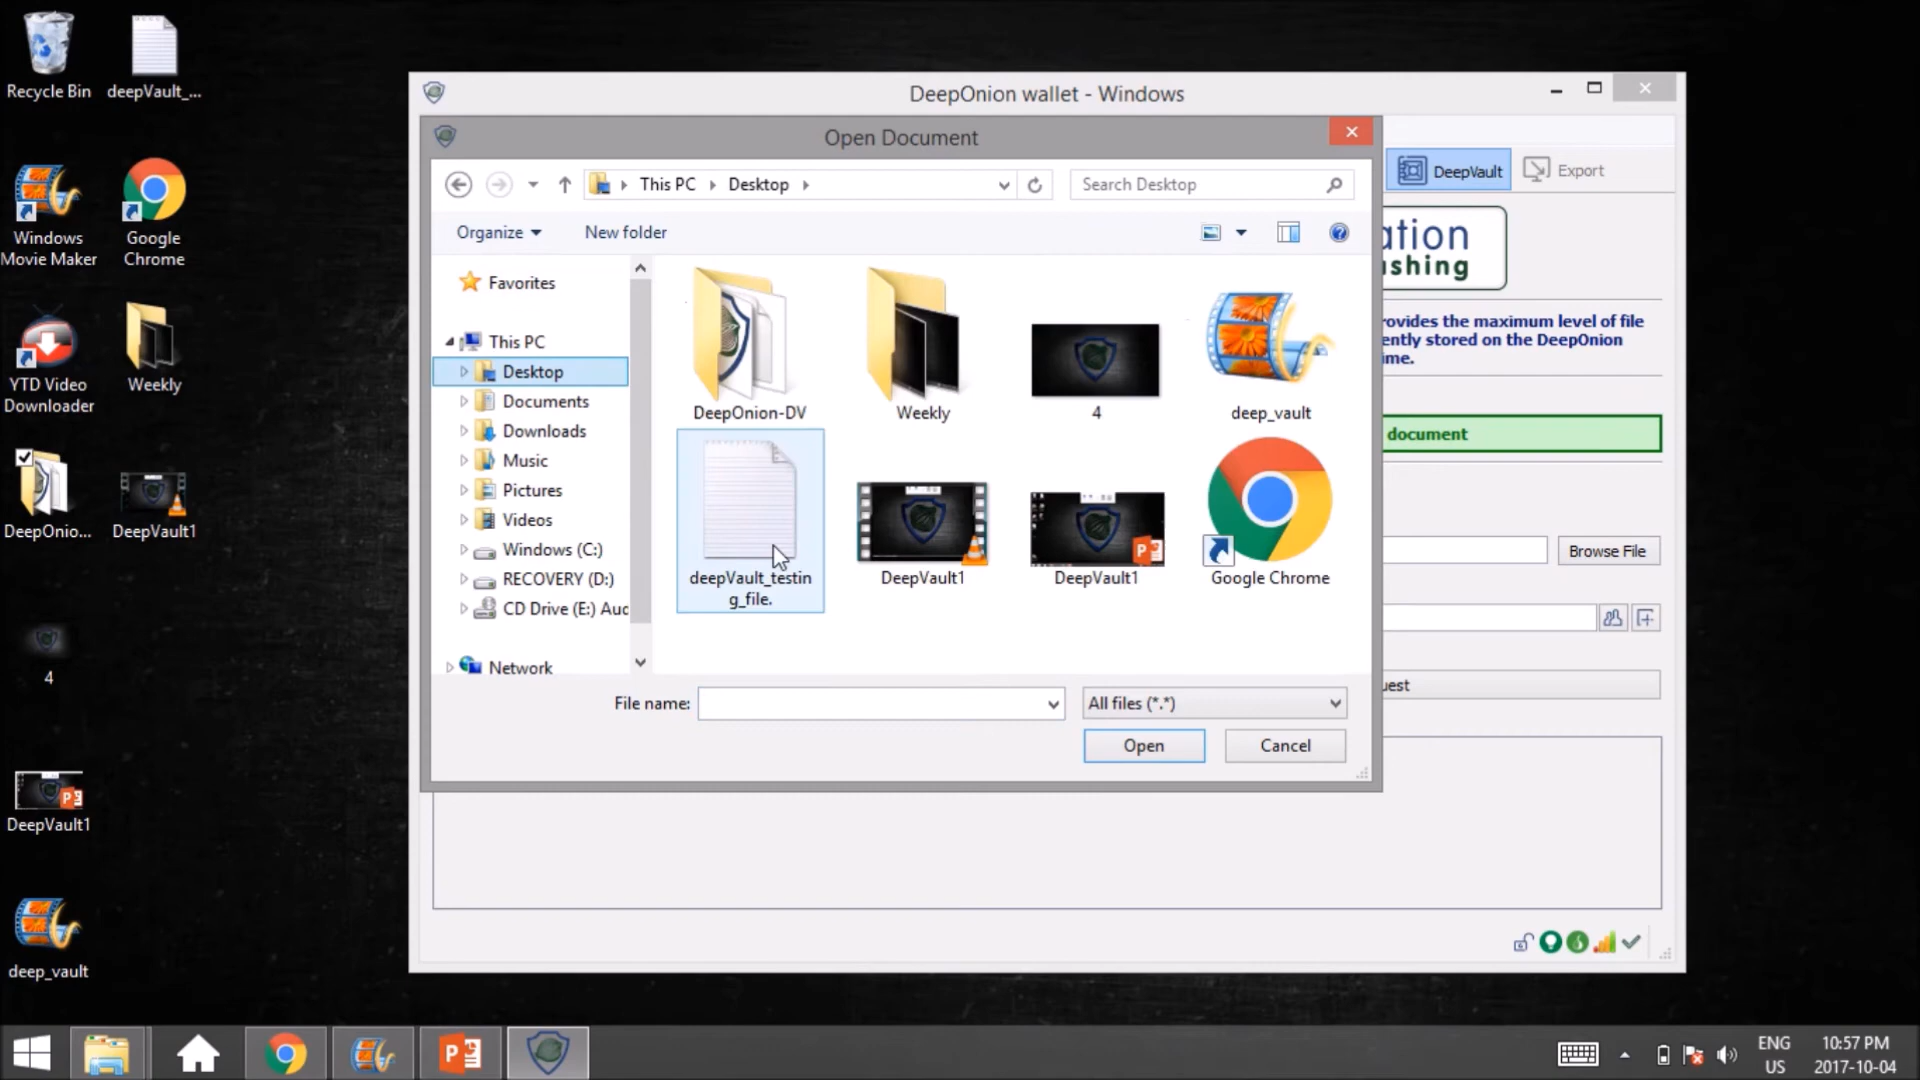 Recycle Bin
deepVault_...
Windows
Movie Maker
Google
Chrome
YTD Video
Downloader
Weekly
DeepOnio...
DeepVault1
4
DeepVault1
deep_vault
DeepOnion wallet - Windows
Open Document
This PC
Desktop
Search Desktop
Organize
New folder
Favorites
This PC
Desktop
Documents
Downloads
Music
Pictures
Videos
Windows (C:)
RECOVERY (D:)
CD Drive (E:) Auc
Network
DeepOnion-DV
Weekly
4
deep_vault
deepVault_testin
g_file.
DeepVault1
DeepVault1
Google Chrome
File name:
All files (*.*)
Open
Cancel
DeepVault
Export
ation
shing
rovides the maximum level of file
ently stored on the DeepOnion
ime.
document
Browse File
uest
ENG
US
10:57 PM
2017-10-04